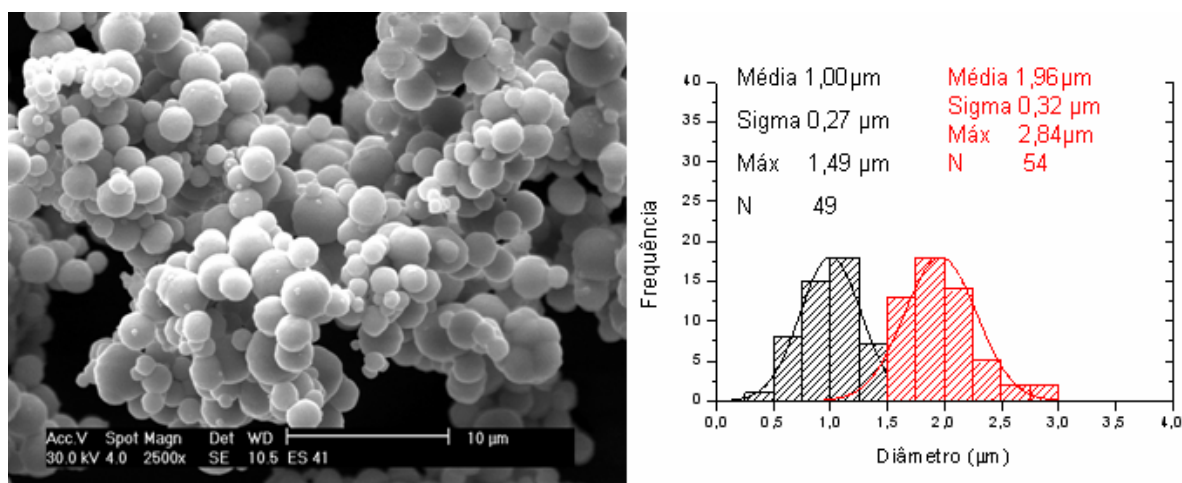 Acc.V Spot Magn Det WD 10 µm
30.0 kV 4.0 2500x SE 10.5 ES 41
Média 1,00µm
Sigma 0,27 µm
Máx 1,49 µm
N 49
Média 1,96µm
Sigma 0,32 µm
Máx 2,84µm
N 54
Frequência
40
35
30
25
20
15
10
5
0
0,0 0,5 1,0 1,5 2,0 2,5 3,0 3,5 4,0
Diâmetro (µm)